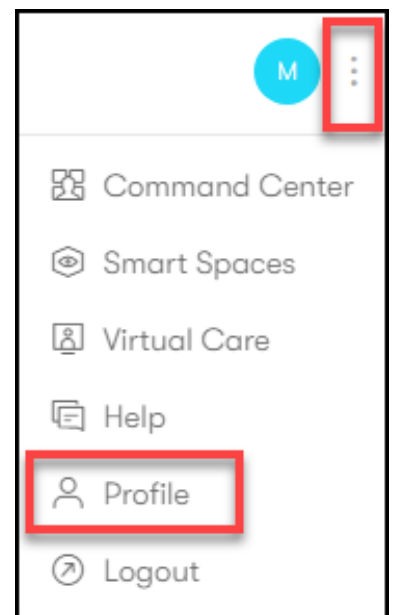 M
Command Center
Smart Spaces
Virtual Care
Help
Profile
Logout